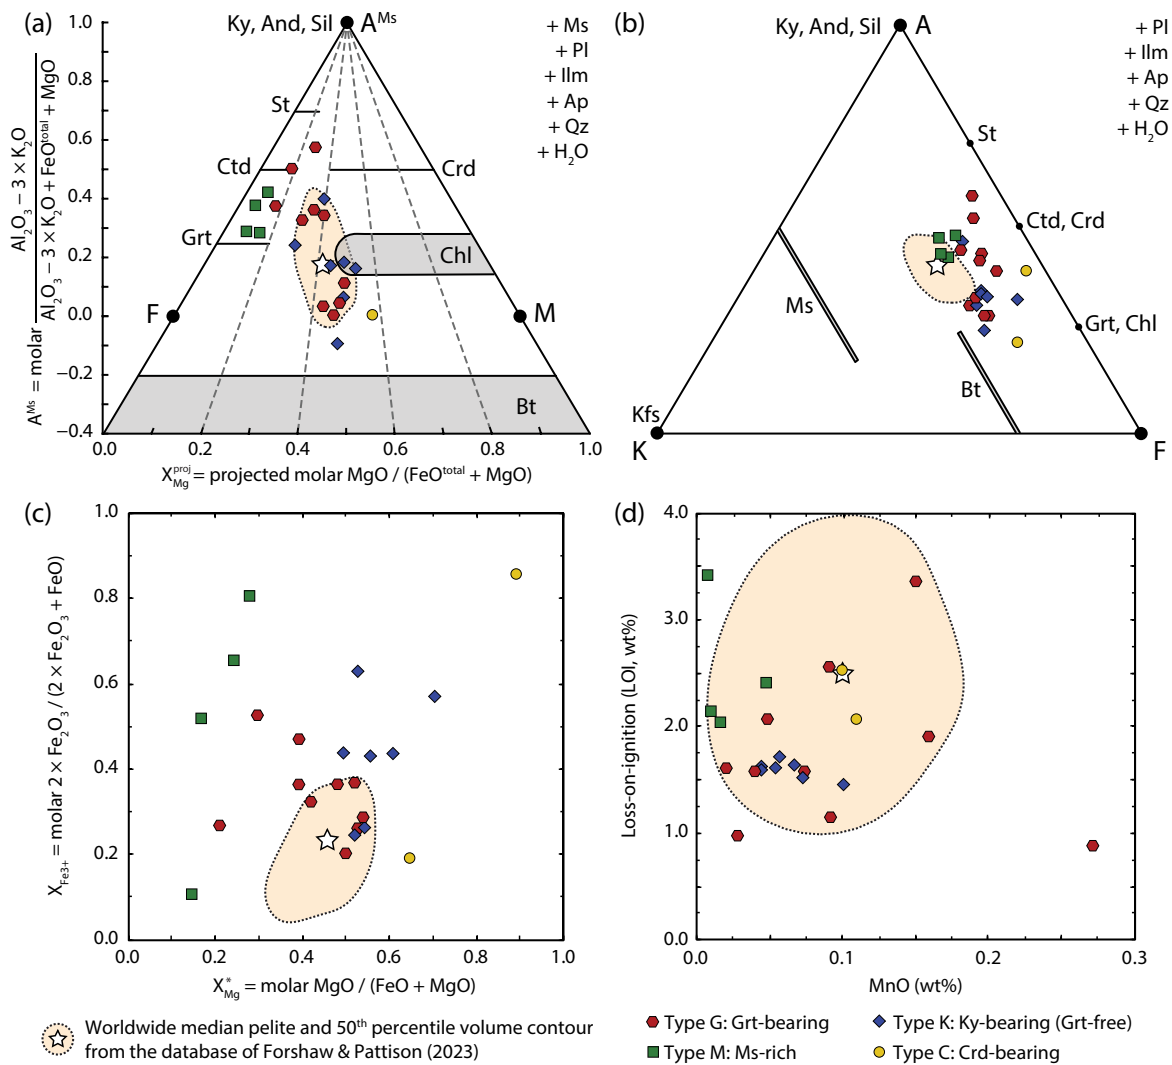 (a)
Ky, And, Sil
A^Ms
+ Ms
+ Pl
+ Ilm
+ Ap
+ Qz
+ H₂O
St
Ctd
Crd
Grt
Chl
F
M
Bt
1.0
0.8
0.6
0.4
0.2
0.0
−0.2
−0.4
A^Ms = molar
Al₂O₃ − 3 × K₂O
Al₂O₃ − 3 × K₂O + FeO^total + MgO
0.0 0.2 0.4 0.6 0.8 1.0
X^proj_Mg = projected molar MgO / (FeO^total + MgO)
(b)
Ky, And, Sil
A
+ Pl
+ Ilm
+ Ap
+ Qz
+ H₂O
St
Ctd, Crd
Ms
Grt, Chl
Bt
Kfs
K
F
(c)
1.0
0.8
0.6
0.4
0.2
0.0
X_Fe3+ = molar 2 × Fe₂O₃ / (2 × Fe₂O₃ + FeO)
0.0 0.2 0.4 0.6 0.8 1.0
X*_Mg = molar MgO / (FeO + MgO)
(d)
4.0
3.0
2.0
1.0
0.0
Loss-on-ignition (LOI, wt%)
0.0 0.1 0.2 0.3
MnO (wt%)
Worldwide median pelite and 50^th percentile volume contour
from the database of Forshaw & Pattison (2023)
Type G: Grt-bearing
Type K: Ky-bearing (Grt-free)
Type M: Ms-rich
Type C: Crd-bearing